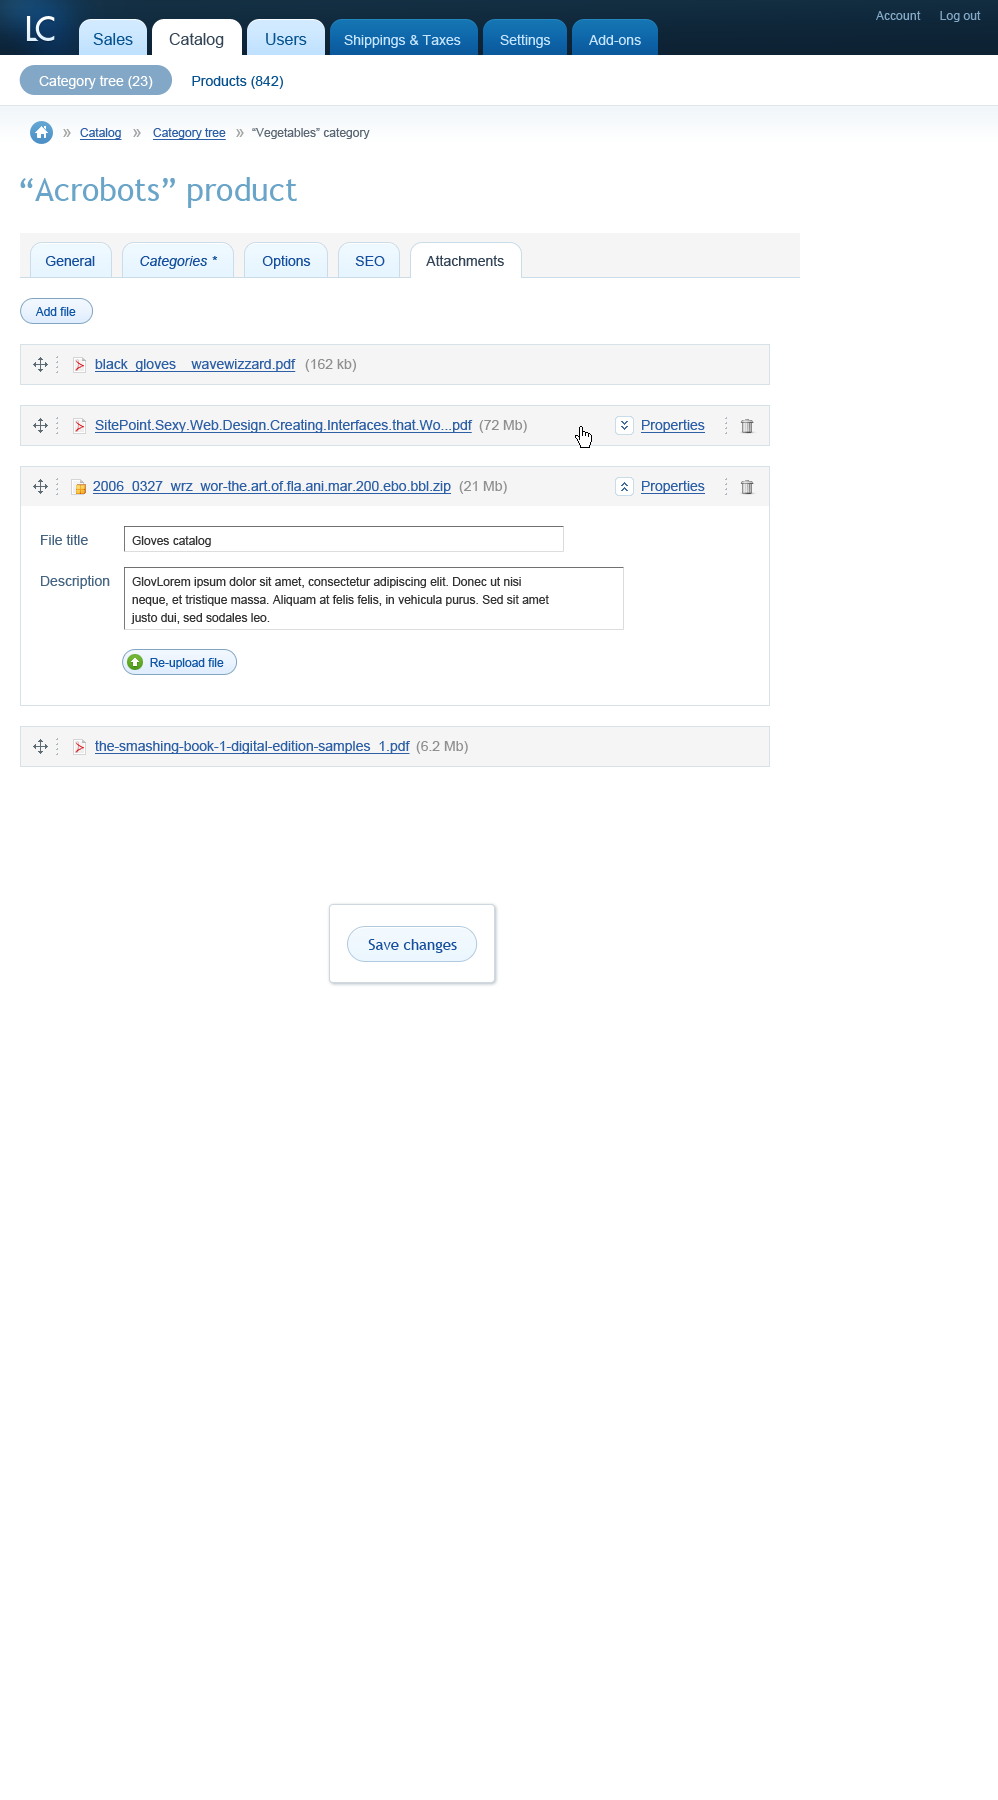 LC
Sales
Catalog
Users
Shippings & Taxes
Settings
Add-ons
Account
Log out
Category tree (23)
Products (842)
» Catalog » Category tree » “Vegetables” category
“Acrobots” product
General
Categories *
Options
SEO
Attachments
Add file
black_gloves__wavewizzard.pdf (162 kb)
SitePoint.Sexy.Web.Design.Creating.Interfaces.that.Wo...pdf (72 Mb) Properties
2006_0327_wrz_wor-the.art.of.fla.ani.mar.200.ebo.bbl.zip (21 Mb) Properties
File title
Gloves catalog
Description
GlovLorem ipsum dolor sit amet, consectetur adipiscing elit. Donec ut nisi
neque, et tristique massa. Aliquam at felis felis, in vehicula purus. Sed sit amet
justo dui, sed sodales leo.
Re-upload file
the-smashing-book-1-digital-edition-samples_1.pdf (6.2 Mb)
Save changes